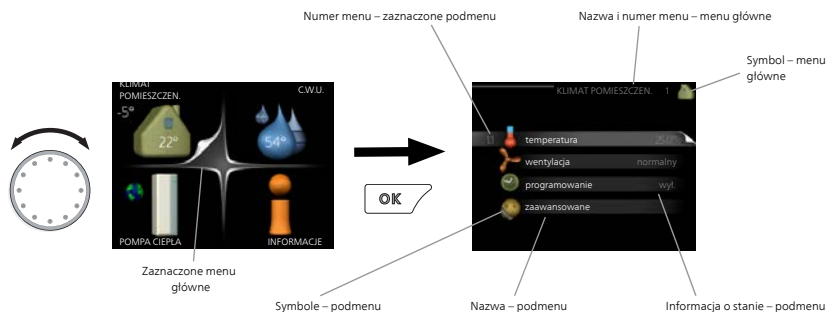 Numer menu – zaznaczone podmenu
Nazwa i numer menu – menu główne
Symbol – menu
główne
KLIMAT
POMIESZCZEN.
C.W.U.
-5°
22°
54°
POMPA CIEPŁA
INFORMACJE
OK
KLIMAT POMIESZCZEN. 1
temperatura
wentylacja normalny
programowanie wył.
zaawansowane
Zaznaczone menu
główne
Symbole – podmenu
Nazwa – podmenu
Informacja o stanie – podmenu